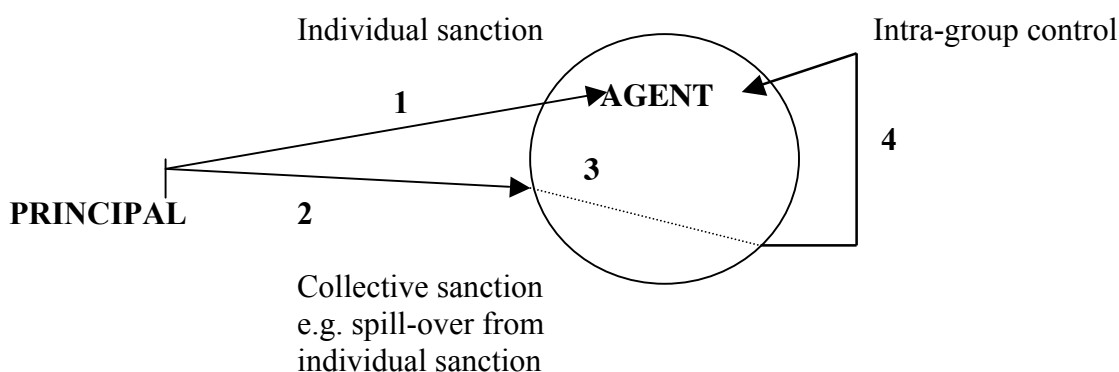 Individual sanction
Intra-group control
AGENT
1
4
3
PRINCIPAL
2
Collective sanction
e.g. spill-over from
individual sanction